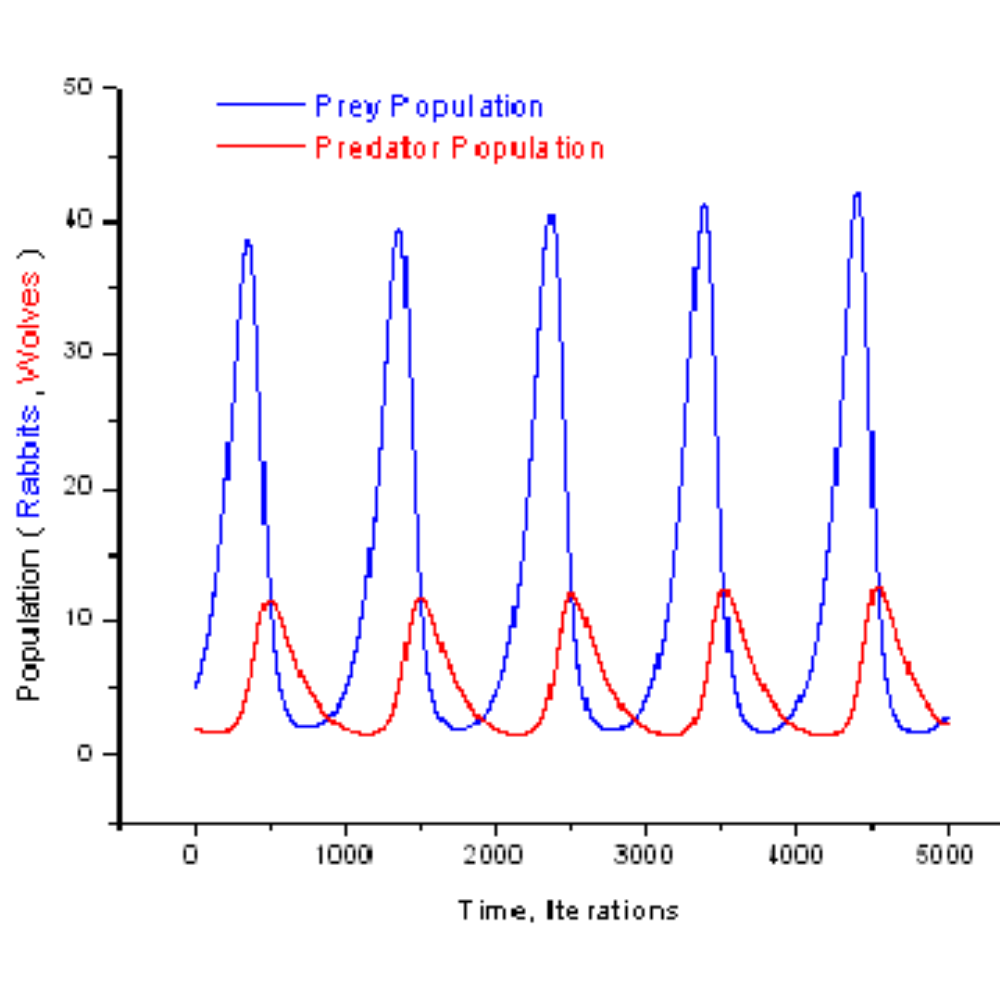 50
40
30
20
10
0
Prey Population
Predator Population
Population ( Rabbits , Wolves )
0 1000 2000 3000 4000 5000
Time, Iterations